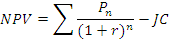 NPV = ∑ Pₙ / (1 + r)ⁿ − JC